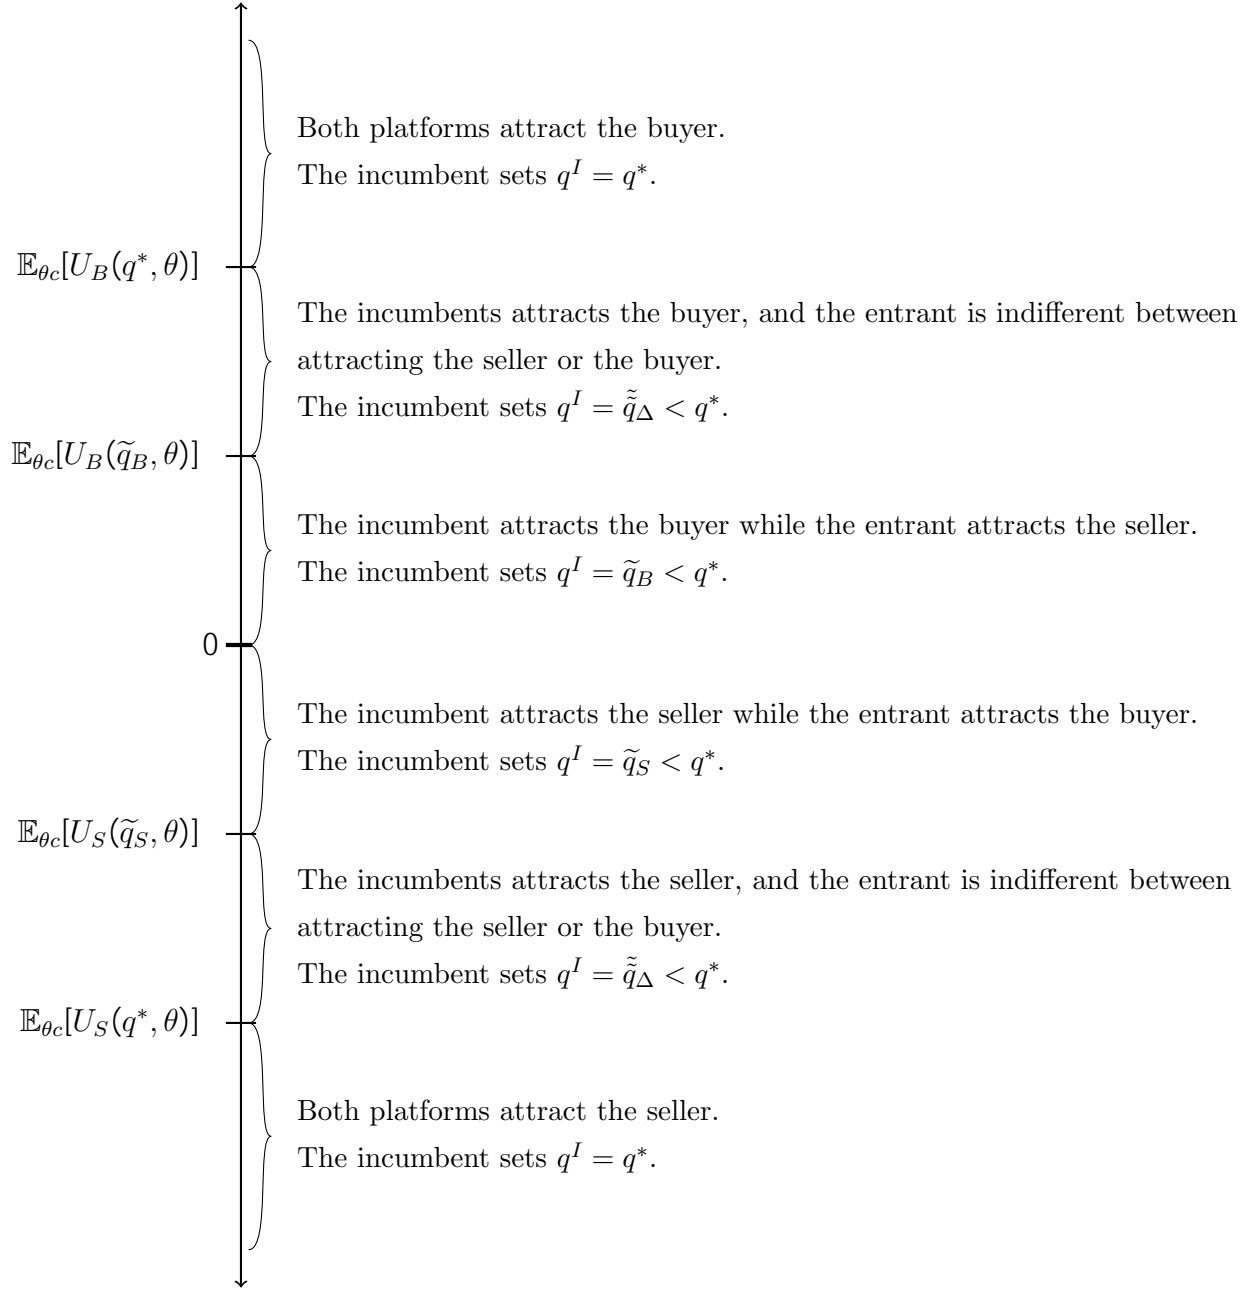 Both platforms attract the buyer.
The incumbent sets q^I = q^*.
𝔼_{θc}[U_B(q^*, θ)]
The incumbents attracts the buyer, and the entrant is indifferent between
attracting the seller or the buyer.
The incumbent sets q^I = \tilde{\tilde{q}}_Δ < q^*.
𝔼_{θc}[U_B(\widetilde{q}_B, θ)]
The incumbent attracts the buyer while the entrant attracts the seller.
The incumbent sets q^I = \widetilde{q}_B < q^*.
0
The incumbent attracts the seller while the entrant attracts the buyer.
The incumbent sets q^I = \widetilde{q}_S < q^*.
𝔼_{θc}[U_S(\widetilde{q}_S, θ)]
The incumbents attracts the seller, and the entrant is indifferent between
attracting the seller or the buyer.
The incumbent sets q^I = \tilde{\tilde{q}}_Δ < q^*.
𝔼_{θc}[U_S(q^*, θ)]
Both platforms attract the seller.
The incumbent sets q^I = q^*.